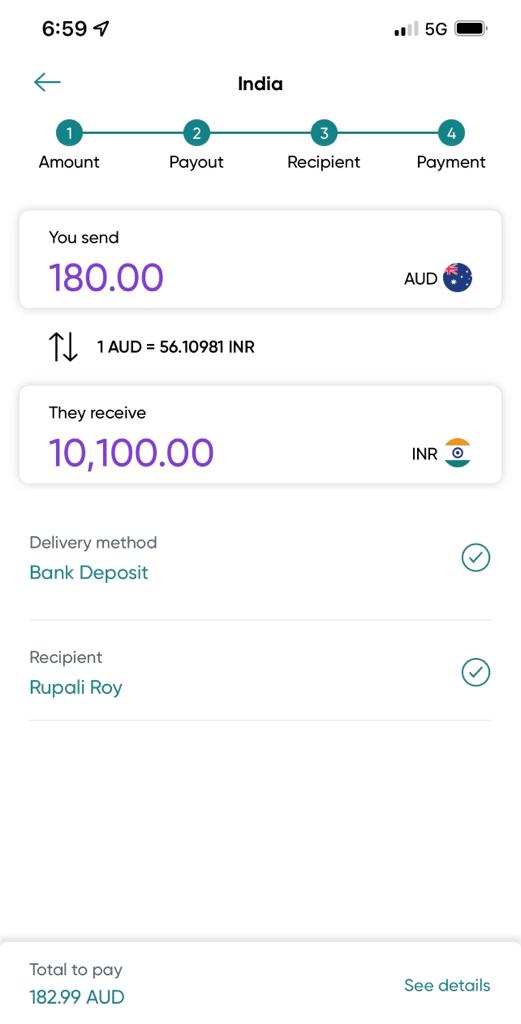 6:59
5G
India
1 2 3 4
Amount Payout Recipient Payment
You send
180.00
AUD
1 AUD = 56.10981 INR
They receive
10,100.00
INR
Delivery method
Bank Deposit
Recipient
Rupali Roy
Total to pay
182.99 AUD
See details